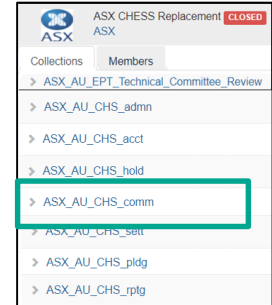 ASX CHESS Replacement CLOSED
ASX
ASX
Collections Members
ASX_AU_EPT_Technical_Committee_Review
ASX_AU_CHS_admn
ASX_AU_CHS_acct
ASX_AU_CHS_hold
ASX_AU_CHS_comm
ASX_AU_CHS_sett
ASX_AU_CHS_pldg
ASX_AU_CHS_rptg